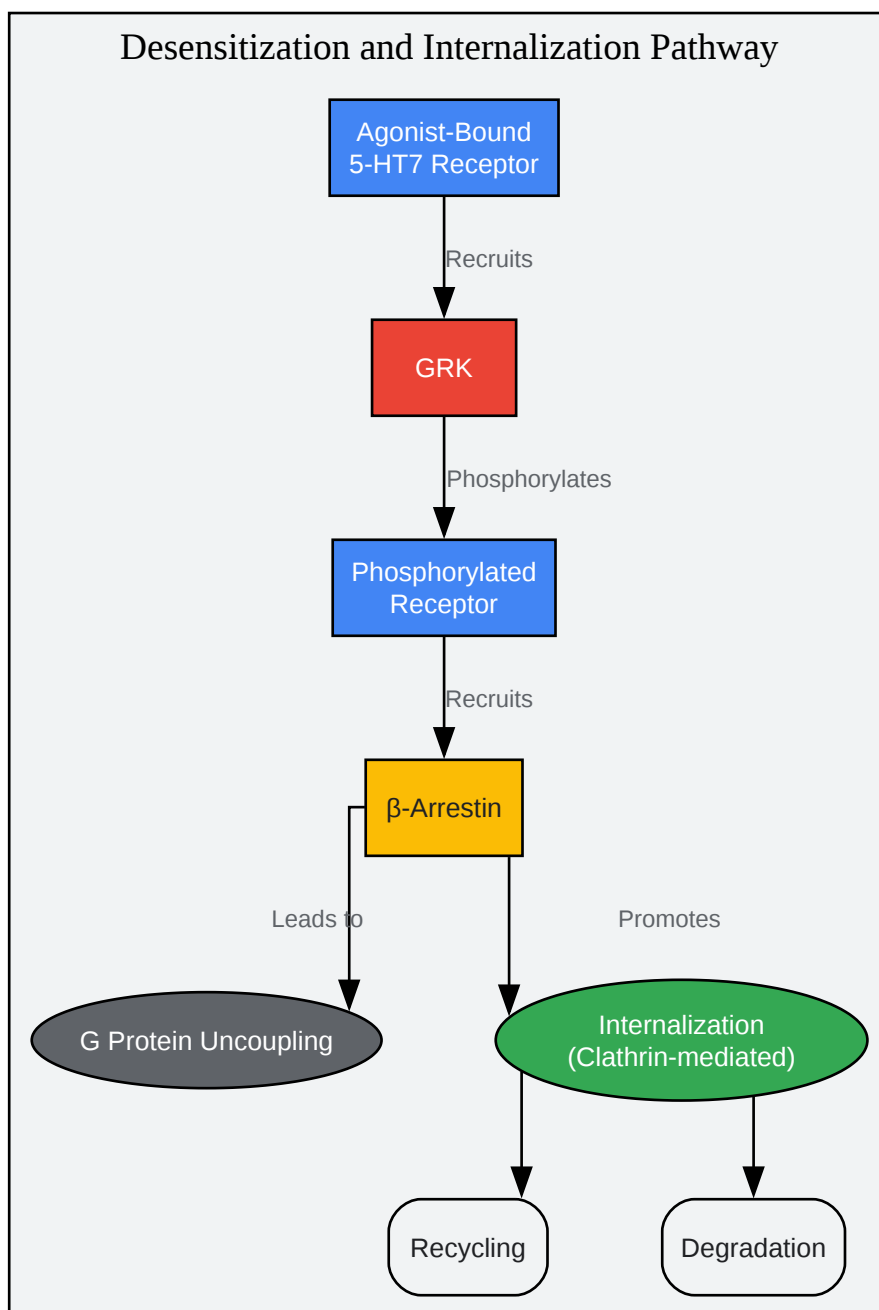 Desensitization and Internalization Pathway
Agonist-Bound
5-HT7 Receptor
Recruits
GRK
Phosphorylates
Phosphorylated
Receptor
Recruits
β-Arrestin
Leads to
Promotes
G Protein Uncoupling
Internalization
(Clathrin-mediated)
Recycling
Degradation